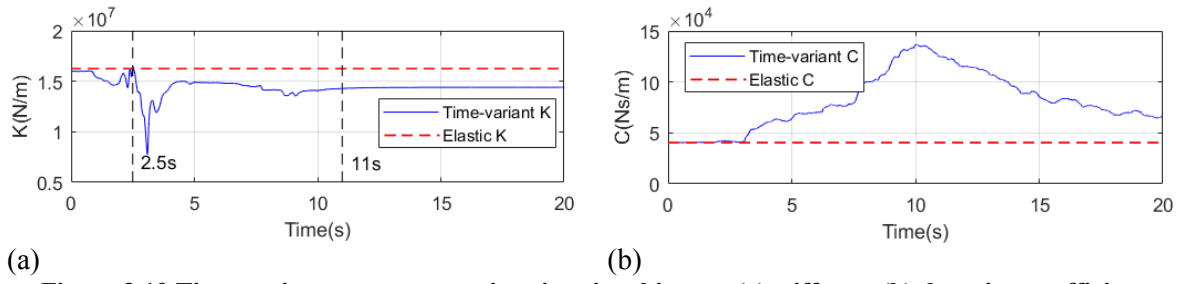 ×10⁷
2
1.5
1
0.5
K(N/m)
2.5s
11s
Time-variant K
Elastic K
0 5 10 15 20
Time(s)
(a)
×10⁴
15
10
5
0
C(Ns/m)
Time-variant C
Elastic C
0 5 10 15 20
Time(s)
(b)